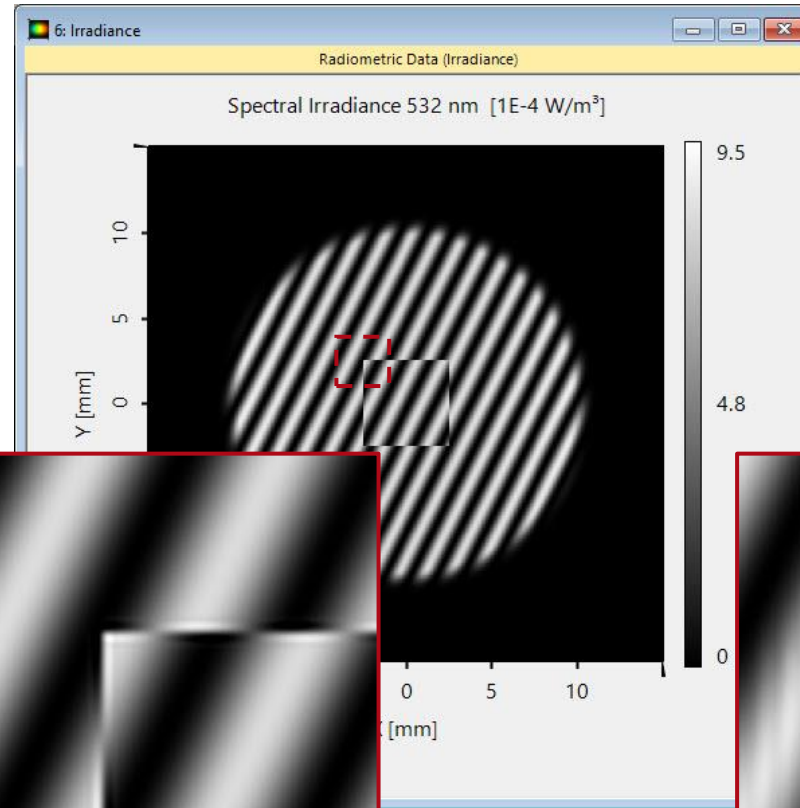 6: Irradiance
Radiometric Data (Irradiance)
Spectral Irradiance 532 nm [1E-4 W/m³]
9.5
10
5
Y [mm]
0
4.8
0
0
5
10
[mm]